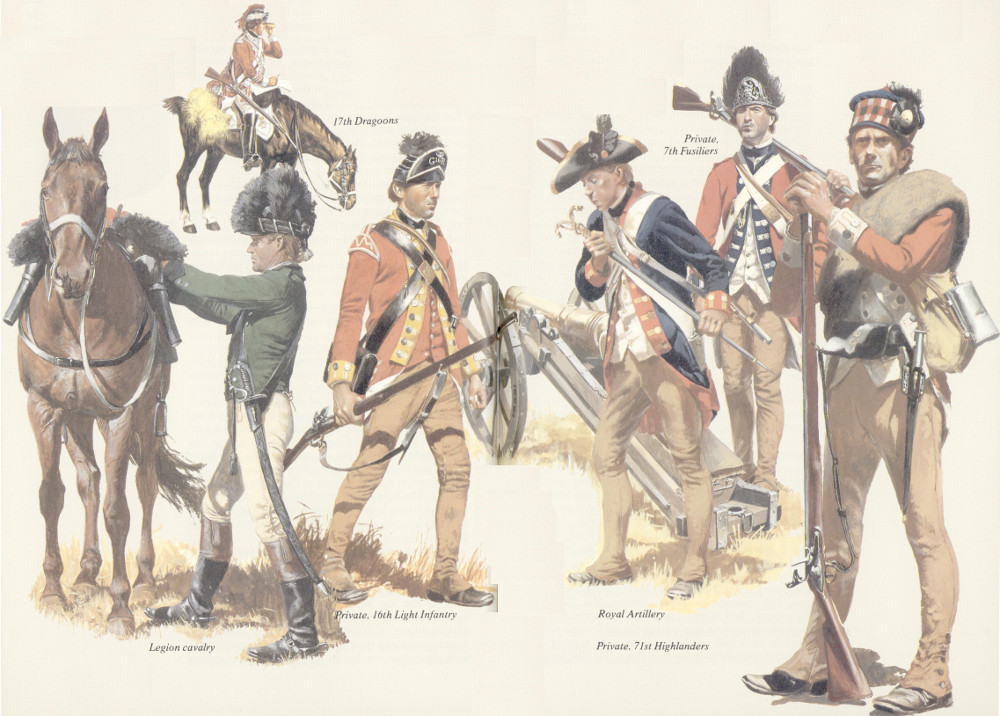 17th Dragoons
Private,
7th Fusiliers
Private, 16th Light Infantry
Royal Artillery
Legion cavalry
Private, 71st Highlanders